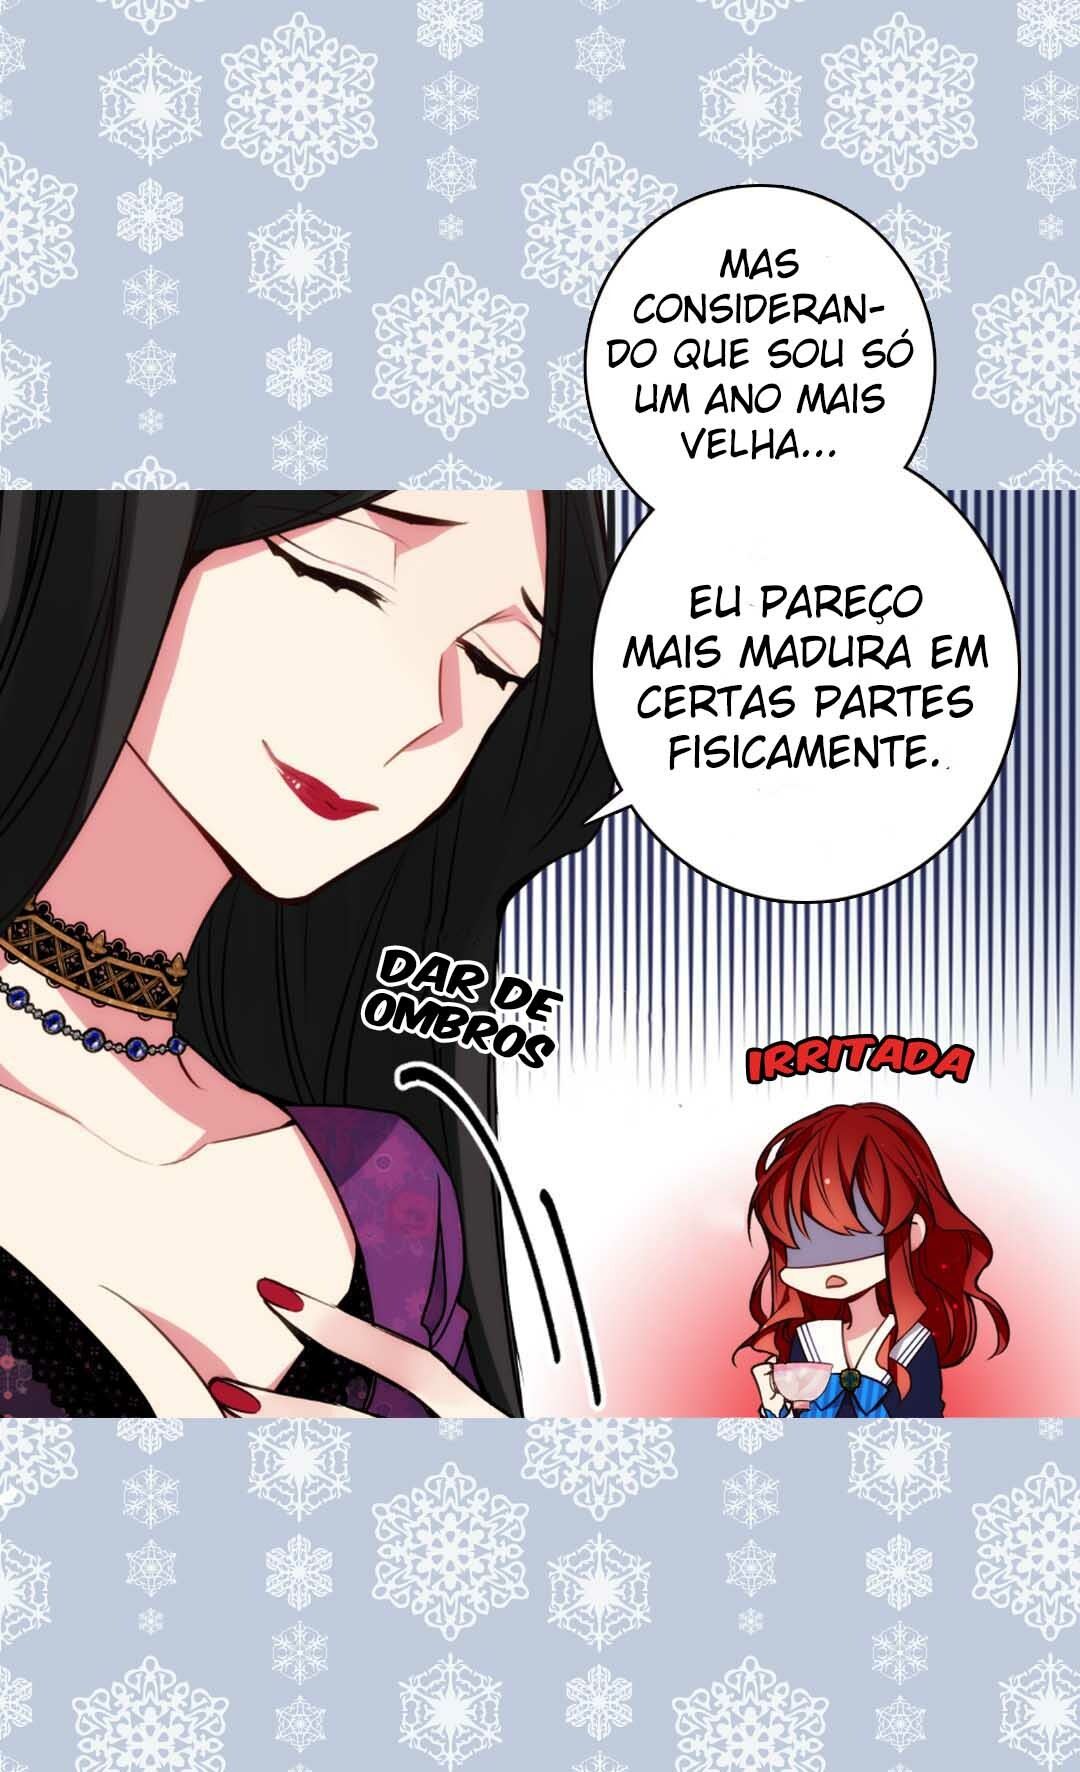 MAS
CONSIDERAN-
DO QUE SOU SÓ
UM ANO MAIS
VELHA...
EU PAREÇO
MAIS MADURA EM
CERTAS PARTES
FISICAMENTE.
DAR DE
OMBROS
IRRITADA